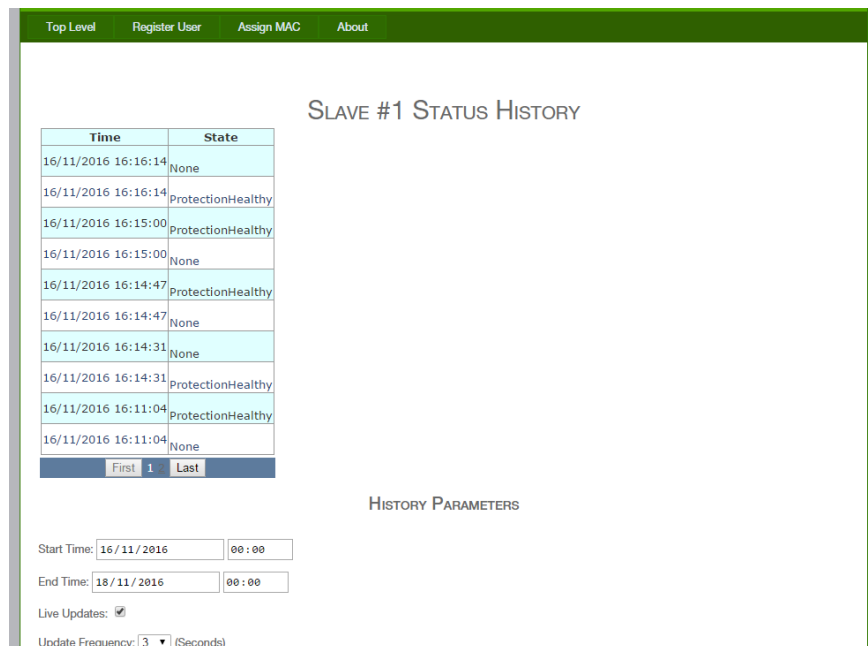 Top Level Register User Assign MAC About
Slave #1 Status History
Time State
16/11/2016 16:16:14 None
16/11/2016 16:16:14 ProtectionHealthy
16/11/2016 16:15:00 ProtectionHealthy
16/11/2016 16:15:00 None
16/11/2016 16:14:47 ProtectionHealthy
16/11/2016 16:14:47 None
16/11/2016 16:14:31 None
16/11/2016 16:14:31 ProtectionHealthy
16/11/2016 16:11:04 ProtectionHealthy
16/11/2016 16:11:04 None
First 1 2 Last
History Parameters
Start Time: 16/11/2016 00:00
End Time: 18/11/2016 00:00
Live Updates:
Update Frequency: 3 (Seconds)